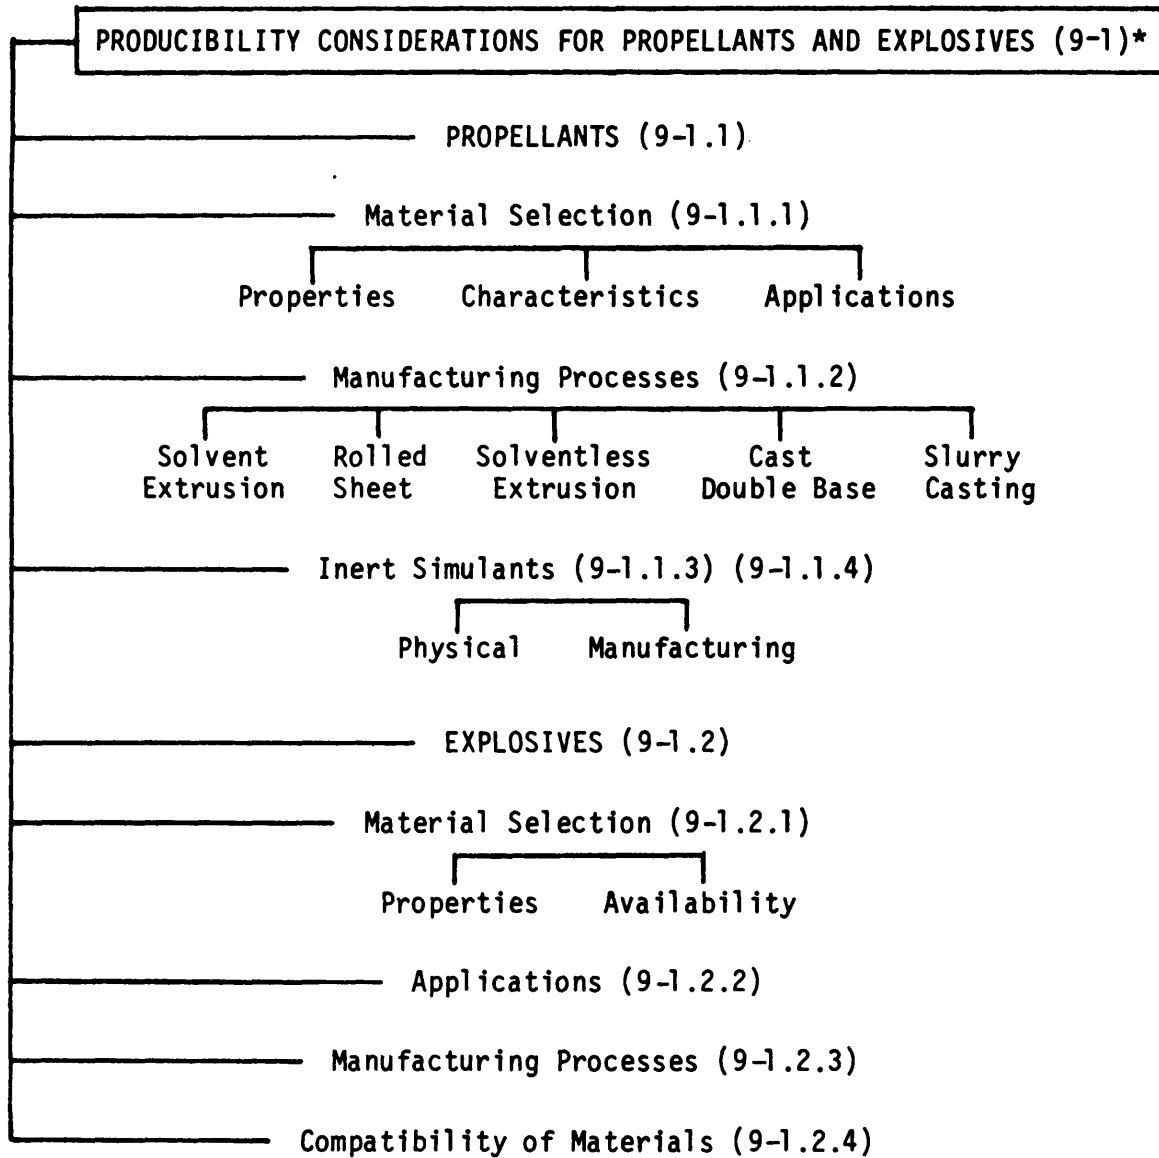 PRODUCIBILITY CONSIDERATIONS FOR PROPELLANTS AND EXPLOSIVES (9-1)*
PROPELLANTS (9-1.1)
Material Selection (9-1.1.1)
Properties Characteristics Applications
Manufacturing Processes (9-1.1.2)
Solvent Rolled Solventless Cast Slurry
Extrusion Sheet Extrusion Double Base Casting
Inert Simulants (9-1.1.3) (9-1.1.4)
Physical Manufacturing
EXPLOSIVES (9-1.2)
Material Selection (9-1.2.1)
Properties Availability
Applications (9-1.2.2)
Manufacturing Processes (9-1.2.3)
Compatibility of Materials (9-1.2.4)